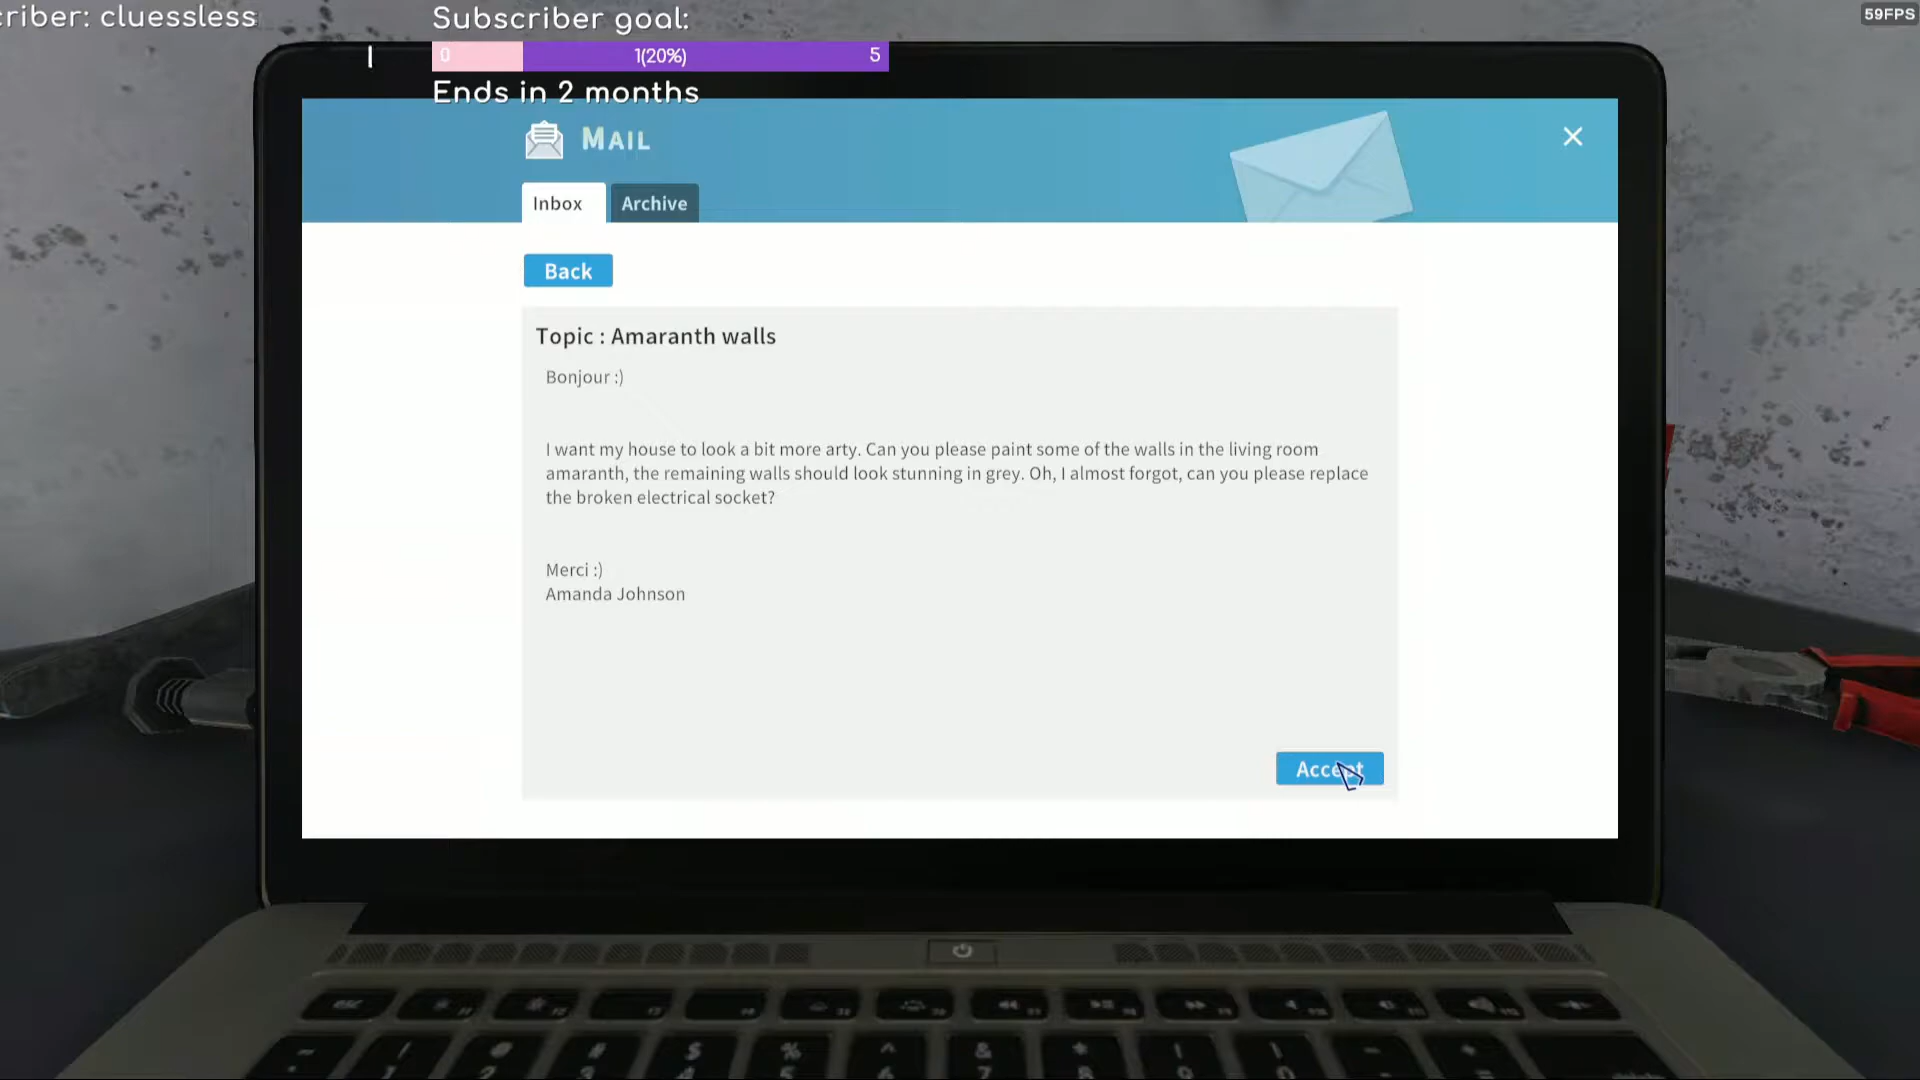 criber: cluessless
Subscriber goal:
59FPS
0 1(20%) 5
Ends in 2 months
MAIL
Inbox Archive
Back
Topic : Amaranth walls
Bonjour :)
I want my house to look a bit more arty. Can you please paint some of the walls in the living room
amaranth, the remaining walls should look stunning in grey. Oh, I almost forgot, can you please replace
the broken electrical socket?
Merci :)
Amanda Johnson
Accept
esc